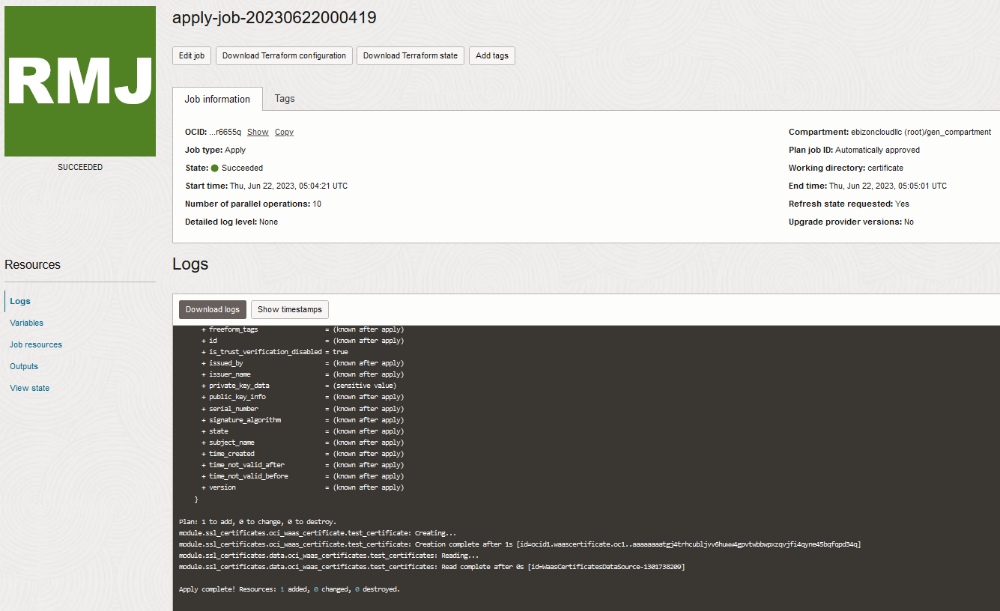 RMJ
SUCCEEDED
apply-job-20230622000419
Edit job Download Terraform configuration Download Terraform state Add tags
Job information Tags
OCID: ...r6655q Show Copy
Job type: Apply
State: Succeeded
Start time: Thu, Jun 22, 2023, 05:04:21 UTC
Number of parallel operations: 10
Detailed log level: None
Compartment: ebizoncloudllc (root)/gen_compartment
Plan job ID: Automatically approved
Working directory: certificate
End time: Thu, Jun 22, 2023, 05:05:01 UTC
Refresh state requested: Yes
Upgrade provider versions: No
Resources
Logs
Variables
Job resources
Outputs
View state
Logs
Download logs Show timestamps
+ freeform_tags = (known after apply)
+ id = (known after apply)
+ is_trust_verification_disabled = true
+ issued_by = (known after apply)
+ issuer_name = (known after apply)
+ private_key_data = (sensitive value)
+ public_key_info = (known after apply)
+ serial_number = (known after apply)
+ signature_algorithm = (known after apply)
+ state = (known after apply)
+ subject_name = (known after apply)
+ time_created = (known after apply)
+ time_not_valid_after = (known after apply)
+ time_not_valid_before = (known after apply)
+ version = (known after apply)
}
Plan: 1 to add, 0 to change, 0 to destroy.
module.ssl_certificates.oci_waas_certificate.test_certificate: Creating...
module.ssl_certificates.oci_waas_certificate.test_certificate: Creation complete after 1s [id=ocid1.waascertificate.oc1..aaaaaaaatgj4trhcubljvv6huww4gpvtwbbwpxzqvjfi4qyne45bqfqpd34q]
module.ssl_certificates.data.oci_waas_certificates.test_certificates: Reading...
module.ssl_certificates.data.oci_waas_certificates.test_certificates: Read complete after 0s [id=WaasCertificatesDataSource-1301738209]
Apply complete! Resources: 1 added, 0 changed, 0 destroyed.